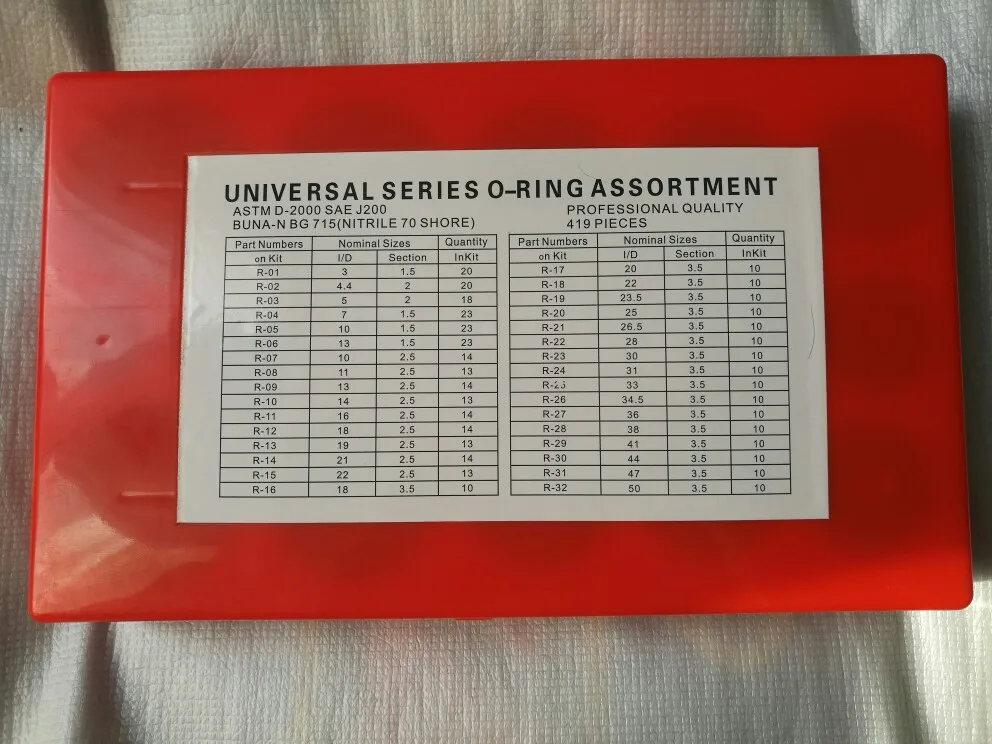 UNIVERSAL SERIES O-RING ASSORTMENT
ASTM D-2000 SAE J200
BUNA-N BG 715(NITRILE 70 SHORE)
PROFESSIONAL QUALITY
419 PIECES
Part Numbers Nominal Sizes Quantity
on Kit I/D Section InKit
R-01 3 1.5 20
R-02 4.4 2 20
R-03 5 2 18
R-04 7 1.5 23
R-05 10 1.5 23
R-06 13 1.5 23
R-07 10 2.5 14
R-08 11 2.5 13
R-09 13 2.5 14
R-10 14 2.5 13
R-11 16 2.5 14
R-12 18 2.5 14
R-13 19 2.5 13
R-14 21 2.5 14
R-15 22 2.5 13
R-16 18 3.5 10
Part Numbers Nominal Sizes Quantity
on Kit I/D Section InKit
R-17 20 3.5 10
R-18 22 3.5 10
R-19 23.5 3.5 10
R-20 25 3.5 10
R-21 26.5 3.5 10
R-22 28 3.5 10
R-23 30 3.5 10
R-24 31 3.5 10
R-25 33 3.5 10
R-26 34.5 3.5 10
R-27 36 3.5 10
R-28 38 3.5 10
R-29 41 3.5 10
R-30 44 3.5 10
R-31 47 3.5 10
R-32 50 3.5 10